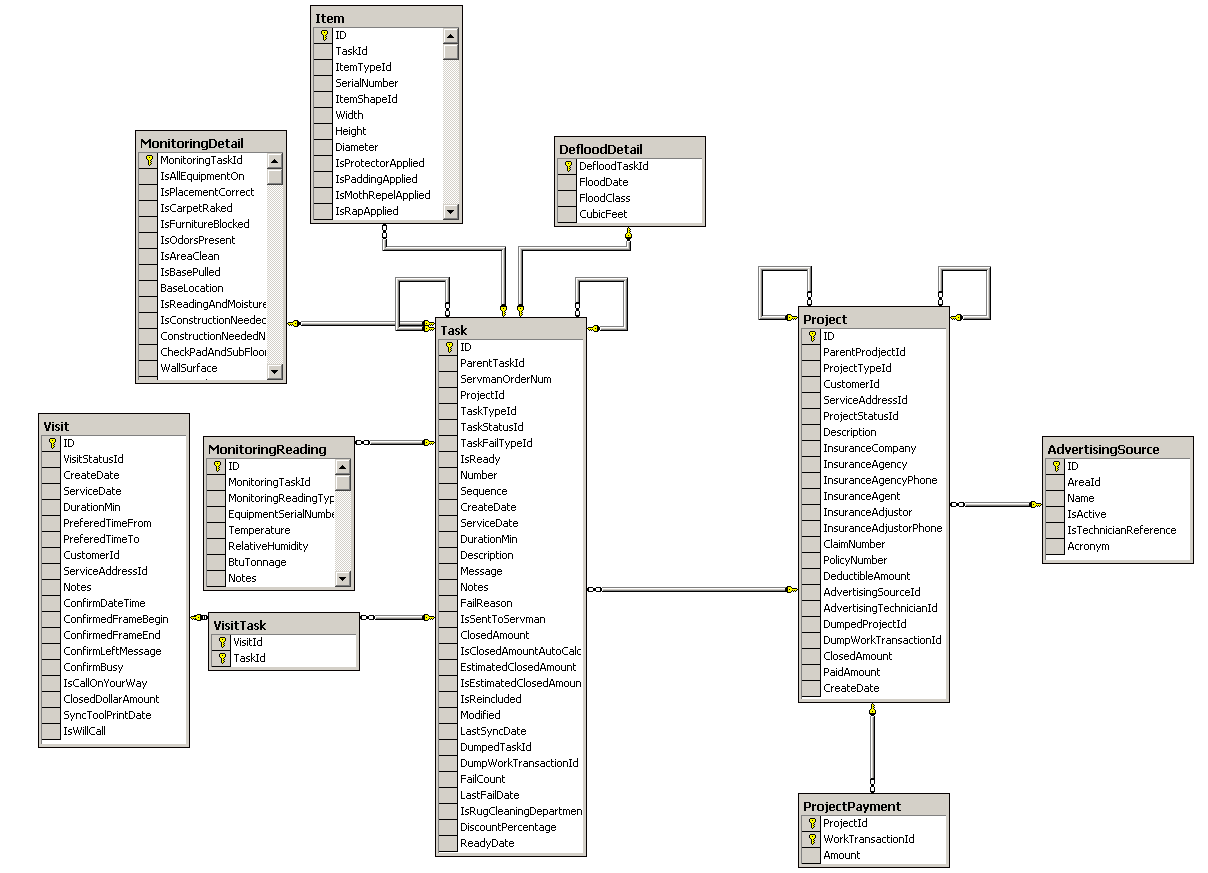 Item
ID
TaskId
ItemTypeId
SerialNumber
ItemShapeId
Width
Height
Diameter
IsProtectorApplied
IsPaddingApplied
IsMothRepelApplied
IsRapApplied
MonitoringDetail
MonitoringTaskId
IsAllEquipmentOn
IsPlacementCorrect
IsCarpetRaked
IsFurnitureBlocked
IsOdorsPresent
IsAreaClean
IsBasePulled
BaseLocation
IsReadingAndMoisture
IsConstructionNeeded
ConstructionNeededN
CheckPadAndSubFloor
WallSurface
DefloodDetail
DefloodTaskId
FloodDate
FloodClass
CubicFeet
Visit
ID
VisitStatusId
CreateDate
ServiceDate
DurationMin
PreferedTimeFrom
PreferedTimeTo
CustomerId
ServiceAddressId
Notes
ConfirmDateTime
ConfirmedFrameBegin
ConfirmedFrameEnd
ConfirmLeftMessage
ConfirmBusy
IsCallOnYourWay
ClosedDollarAmount
SyncToolPrintDate
IsWillCall
MonitoringReading
ID
MonitoringTaskId
MonitoringReadingTyp
EquipmentSerialNumbe
Temperature
RelativeHumidity
BtuTonnage
Notes
VisitTask
VisitId
TaskId
Task
ID
ParentTaskId
ServmanOrderNum
ProjectId
TaskTypeId
TaskStatusId
TaskFailTypeId
IsReady
Number
Sequence
CreateDate
ServiceDate
DurationMin
Description
Message
Notes
FailReason
IsSentToServman
ClosedAmount
IsClosedAmountAutoCalc
EstimatedClosedAmount
IsEstimatedClosedAmoun
IsReincluded
Modified
LastSyncDate
DumpedTaskId
DumpWorkTransactionId
FailCount
LastFailDate
IsRugCleaningDepartmen
DiscountPercentage
ReadyDate
Project
ID
ParentProdjectId
ProjectTypeId
CustomerId
ServiceAddressId
ProjectStatusId
Description
InsuranceCompany
InsuranceAgency
InsuranceAgencyPhone
InsuranceAgent
InsuranceAdjustor
InsuranceAdjustorPhone
ClaimNumber
PolicyNumber
DeductibleAmount
AdvertisingSourceId
AdvertisingTechnicianId
DumpedProjectId
DumpWorkTransactionId
ClosedAmount
PaidAmount
CreateDate
AdvertisingSource
ID
AreaId
Name
IsActive
IsTechnicianReference
Acronym
ProjectPayment
ProjectId
WorkTransactionId
Amount